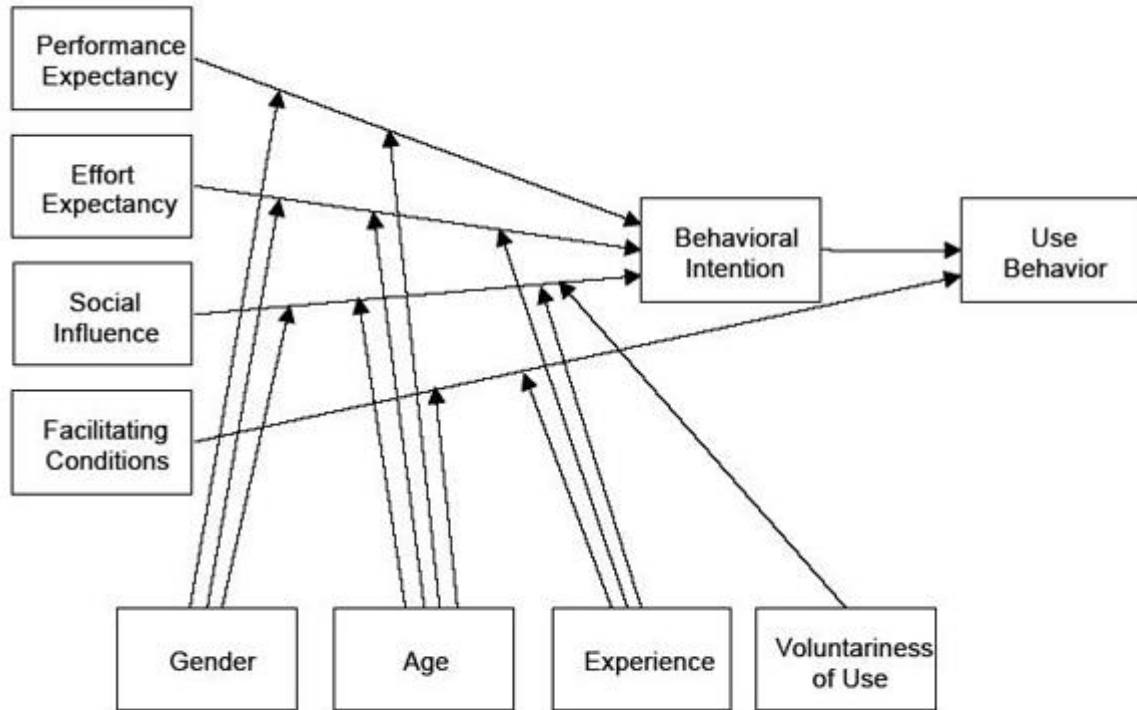 Performance
Expectancy
Effort
Expectancy
Social
Influence
Facilitating
Conditions
Behavioral
Intention
Use
Behavior
Gender
Age
Experience
Voluntariness
of Use